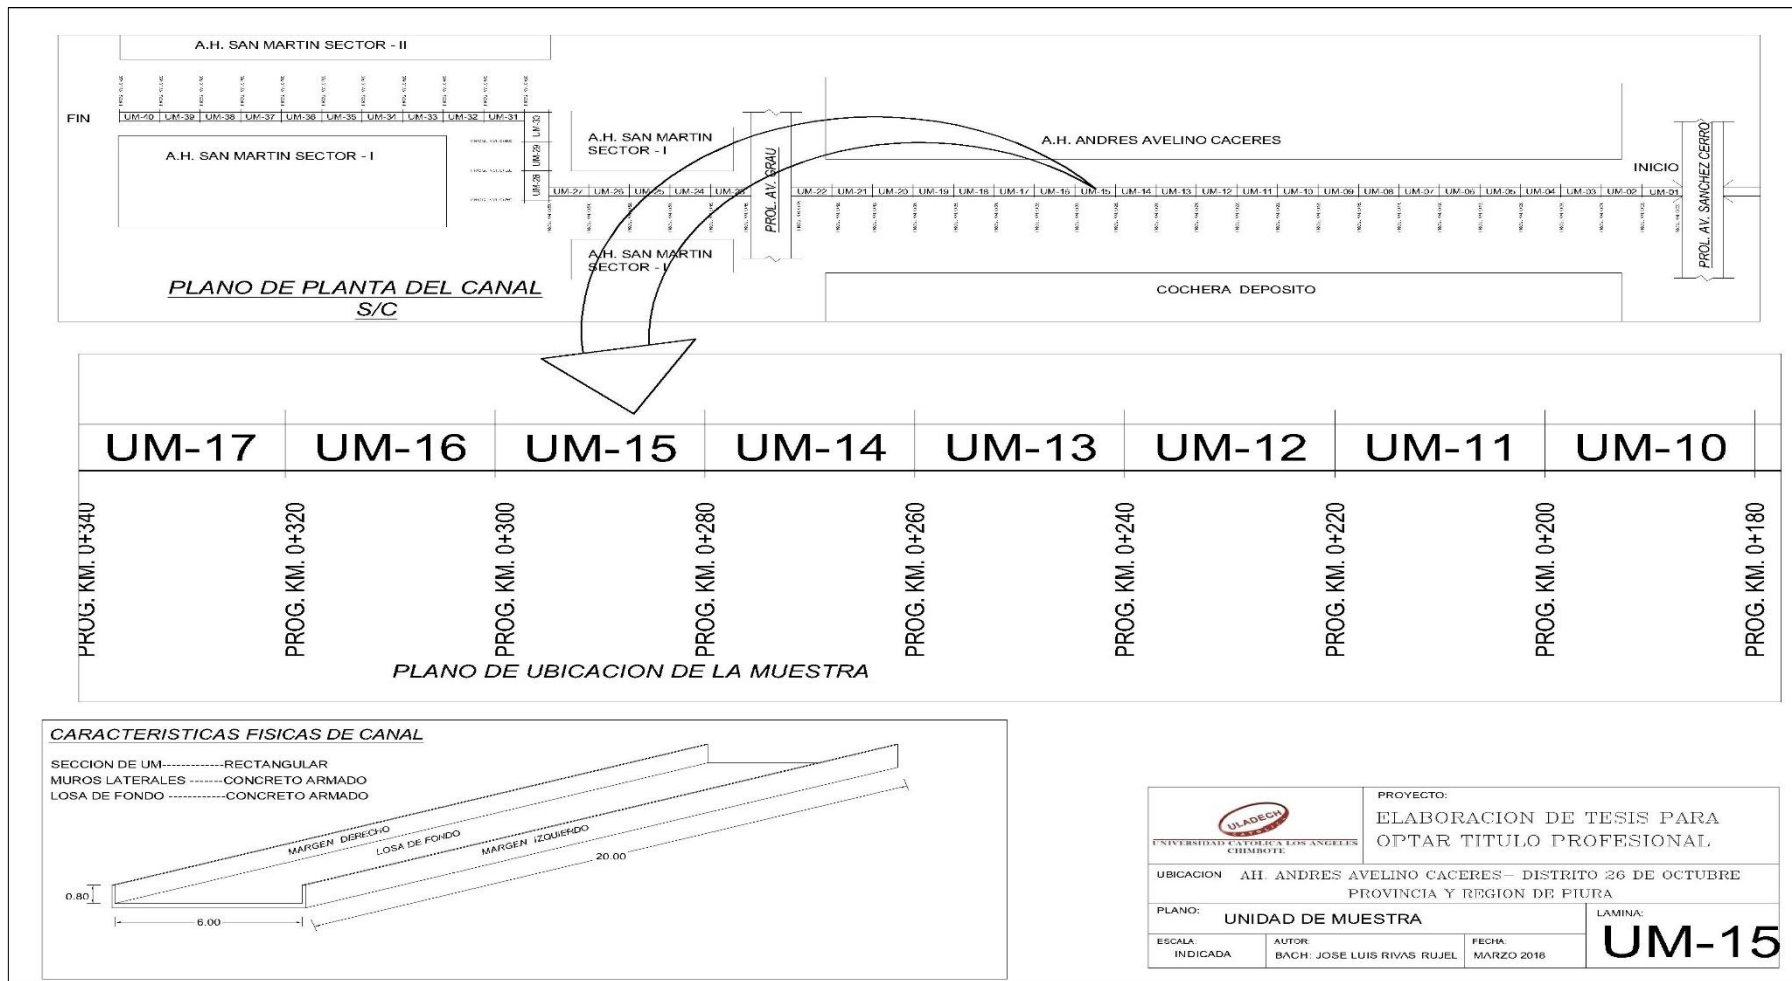 A.H. SAN MARTIN SECTOR - II
FIN
UM-40 UM-39 UM-38 UM-37 UM-36 UM-35 UM-34 UM-33 UM-32 UM-31
UM-30
UM-29
UM-28
A.H. SAN MARTIN SECTOR - I
A.H. SAN MARTIN
SECTOR - I
PROL. AV. GRAU
A.H. ANDRES AVELINO CACERES
INICIO
PROL. AV. SANCHEZ CERRO
UM-27 UM-26 UM-25 UM-24 UM-23 UM-22 UM-21 UM-20 UM-19 UM-18 UM-17 UM-16 UM-15 UM-14 UM-13 UM-12 UM-11 UM-10 UM-09 UM-08 UM-07 UM-06 UM-05 UM-04 UM-03 UM-02 UM-01
A.H. SAN MARTIN
SECTOR - I
PLANO DE PLANTA DEL CANAL
S/C
COCHERA DEPOSITO
UM-17 UM-16 UM-15 UM-14 UM-13 UM-12 UM-11 UM-10
PROG. KM. 0+340
PROG. KM. 0+320
PROG. KM. 0+300
PROG. KM. 0+280
PROG. KM. 0+260
PROG. KM. 0+240
PROG. KM. 0+220
PROG. KM. 0+200
PROG. KM. 0+180
PLANO DE UBICACION DE LA MUESTRA
CARACTERISTICAS FISICAS DE CANAL
SECCION DE UM------------RECTANGULAR
MUROS LATERALES ------CONCRETO ARMADO
LOSA DE FONDO ----------CONCRETO ARMADO
MARGEN DERECHO
LOSA DE FONDO
MARGEN IZQUIERDO
20.00
0.80
6.00
ULADECH
CATOLICA
UNIVERSIDAD CATOLICA LOS ANGELES
CHIMBOTE
PROYECTO:
ELABORACION DE TESIS PARA
OPTAR TITULO PROFESIONAL
UBICACION AH. ANDRES AVELINO CACERES- DISTRITO 26 DE OCTUBRE
PROVINCIA Y REGION DE PIURA
PLANO: UNIDAD DE MUESTRA
LAMINA:
UM-15
ESCALA:
INDICADA
AUTOR:
BACH: JOSE LUIS RIVAS RUJEL
FECHA:
MARZO 2018